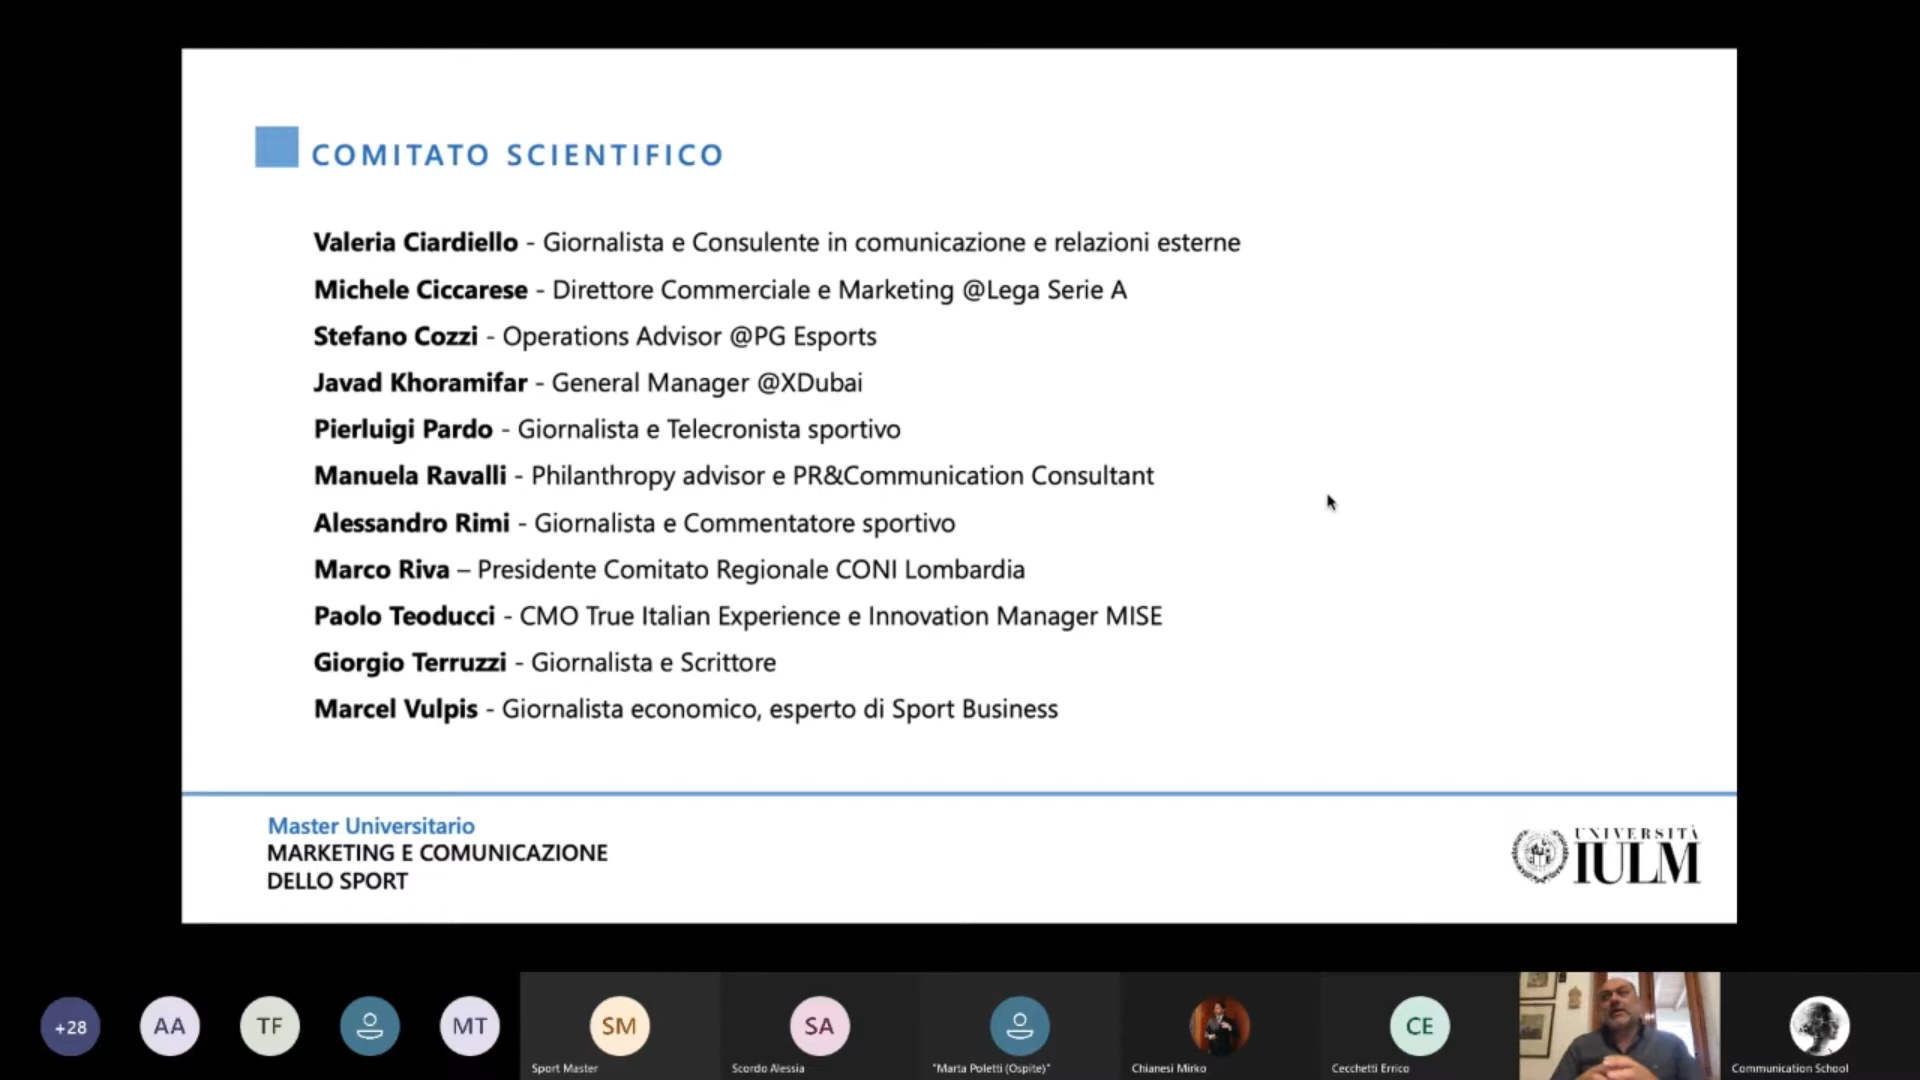 COMITATO SCIENTIFICO
Valeria Ciardiello - Giornalista e Consulente in comunicazione e relazioni esterne
Michele Ciccarese - Direttore Commerciale e Marketing @Lega Serie A
Stefano Cozzi - Operations Advisor @PG Esports
Javad Khoramifar - General Manager @XDubai
Pierluigi Pardo - Giornalista e Telecronista sportivo
Manuela Ravalli - Philanthropy advisor e PR&Communication Consultant
Alessandro Rimi - Giornalista e Commentatore sportivo
Marco Riva – Presidente Comitato Regionale CONI Lombardia
Paolo Teoducci - CMO True Italian Experience e Innovation Manager MISE
Giorgio Terruzzi - Giornalista e Scrittore
Marcel Vulpis - Giornalista economico, esperto di Sport Business
Master Universitario
MARKETING E COMUNICAZIONE
DELLO SPORT
UNIVERSITÀ
IULM
+28
AA
TF
MT
SM
SA
CE
Sport Master
Scordo Alessia
"Marta Poletti (Ospite)"
Chianesi Mirko
Cecchetti Errico
Communication School